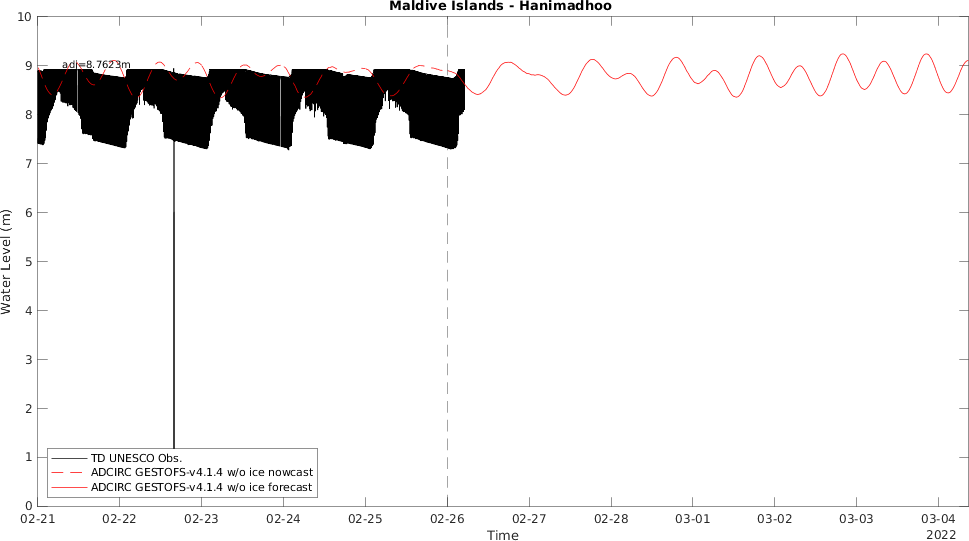 Maldive Islands - Hanimadhoo
10
9
8
7
6
5
4
3
2
1
0
Water Level (m)
adj=8.7623m
TD UNESCO Obs.
ADCIRC GESTOFS-v4.1.4 w/o ice nowcast
ADCIRC GESTOFS-v4.1.4 w/o ice forecast
02-21 02-22 02-23 02-24 02-25 02-26 02-27 02-28 03-01 03-02 03-03 03-04
2022
Time